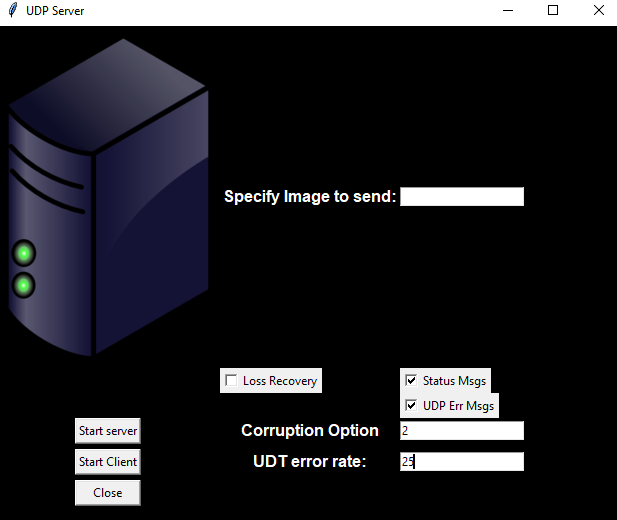 UDP Server
Specify Image to send:
Loss Recovery
Status Msgs
UDP Err Msgs
Start server
Corruption Option
2
Start Client
UDT error rate:
25
Close